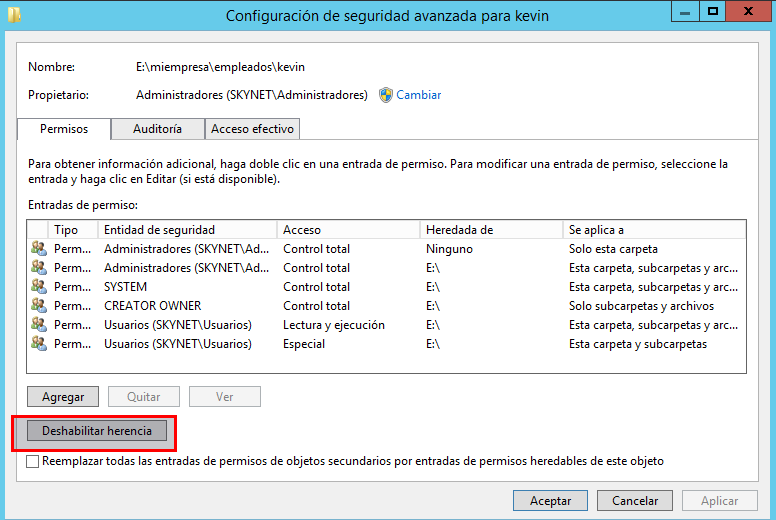 Configuración de seguridad avanzada para kevin
Nombre: E:\miempresa\empleados\kevin
Propietario: Administradores (SKYNET\Administradores) Cambiar
Permisos Auditoría Acceso efectivo
Para obtener información adicional, haga doble clic en una entrada de permiso. Para modificar una entrada de permiso, seleccione la
entrada y haga clic en Editar (si está disponible).
Entradas de permiso:
Tipo Entidad de seguridad Acceso Heredada de Se aplica a
Perm... Administradores (SKYNET\Ad... Control total Ninguno Solo esta carpeta
Perm... Administradores (SKYNET\Ad... Control total E:\ Esta carpeta, subcarpetas y arc...
Perm... SYSTEM Control total E:\ Esta carpeta, subcarpetas y arc...
Perm... CREATOR OWNER Control total E:\ Solo subcarpetas y archivos
Perm... Usuarios (SKYNET\Usuarios) Lectura y ejecución E:\ Esta carpeta, subcarpetas y arc...
Perm... Usuarios (SKYNET\Usuarios) Especial E:\ Esta carpeta y subcarpetas
Agregar Quitar Ver
Deshabilitar herencia
Reemplazar todas las entradas de permisos de objetos secundarios por entradas de permisos heredables de este objeto
Aceptar Cancelar Aplicar